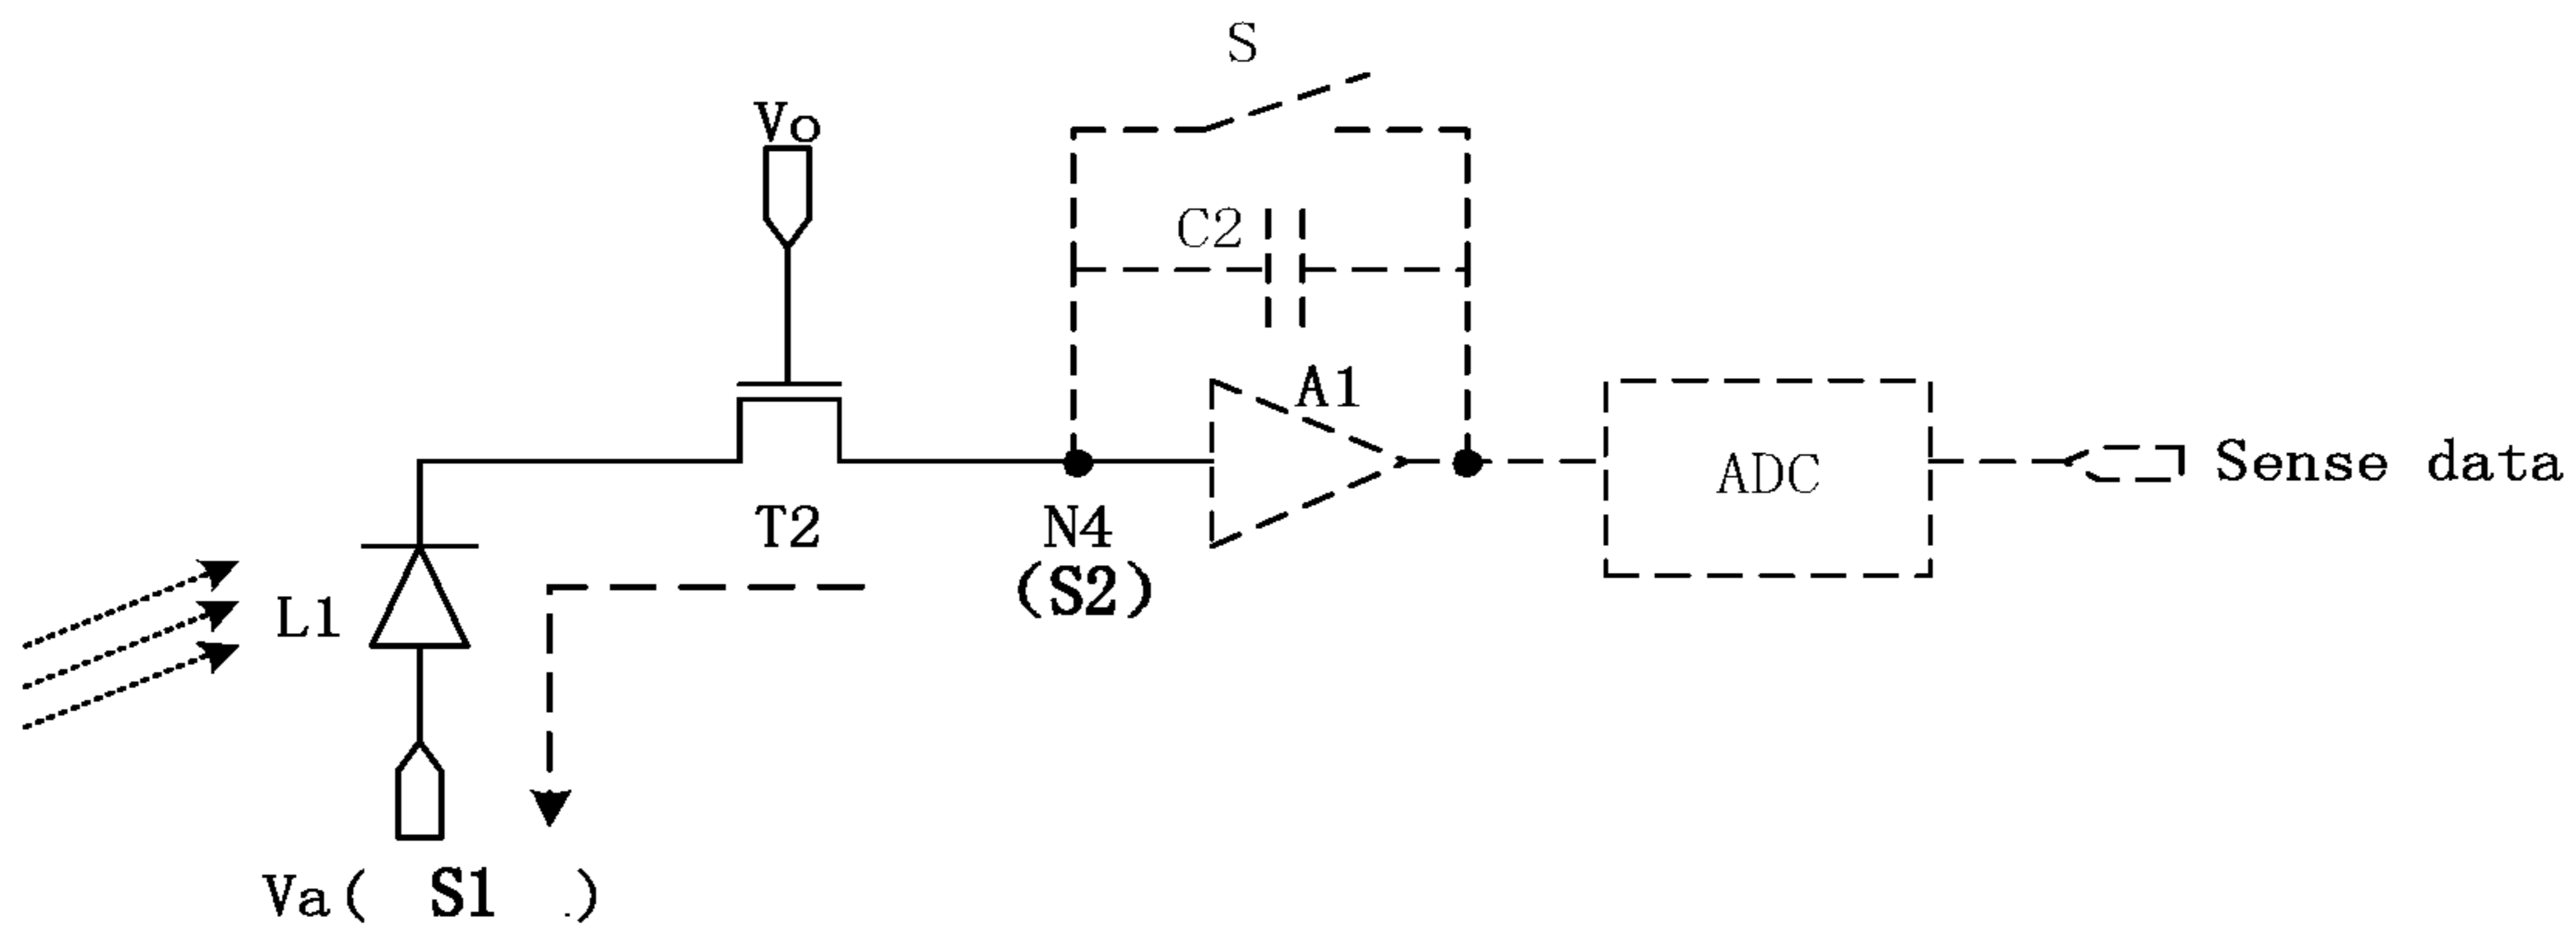 S
Vo
C2
A1
ADC
Sense data
T2
N4
(S2)
L1
Va( S1 )